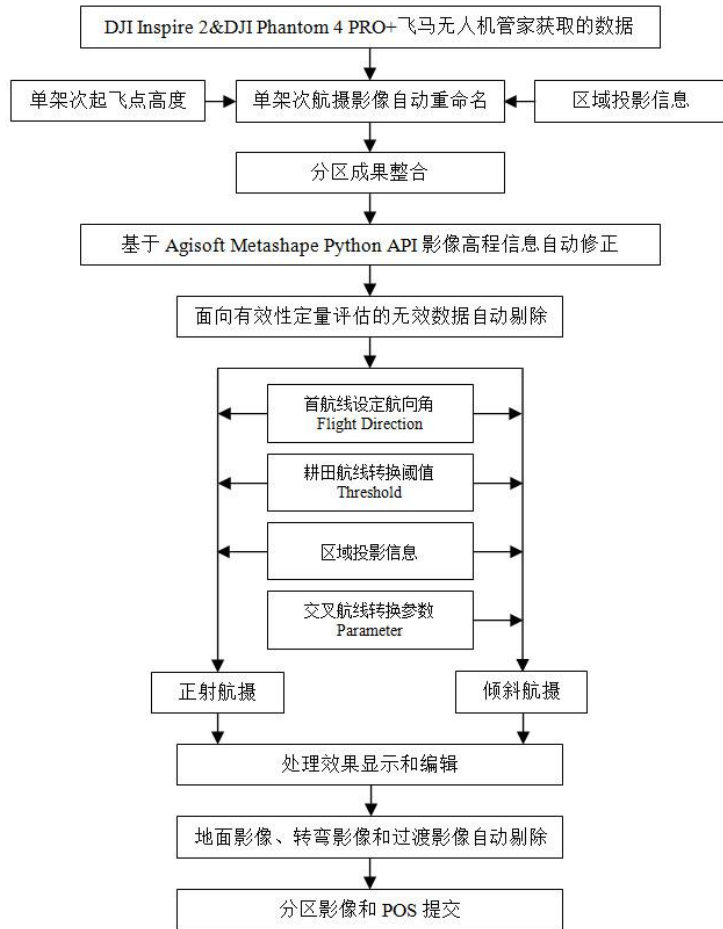 DJI Inspire 2&DJI Phantom 4 PRO+飞马无人机管家获取的数据
单架次起飞点高度
单架次航摄影像自动重命名
区域投影信息
分区成果整合
基于 Agisoft Metashape Python API 影像高程信息自动修正
面向有效性定量评估的无效数据自动剔除
首航线设定航向角
Flight Direction
耕田航线转换阈值
Threshold
区域投影信息
交叉航线转换参数
Parameter
正射航摄
倾斜航摄
处理效果显示和编辑
地面影像、转弯影像和过渡影像自动剔除
分区影像和 POS 提交